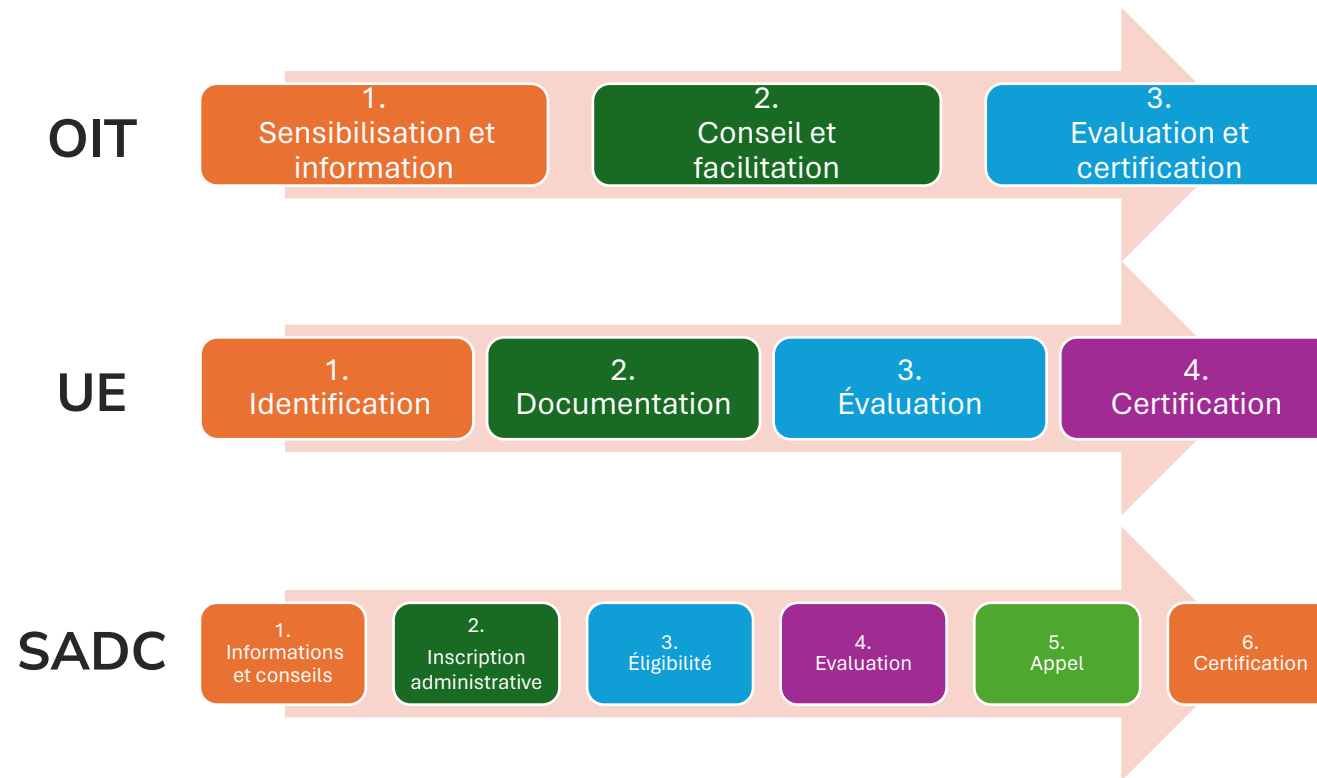 OIT
1.
Sensibilisation et
information
2.
Conseil et
facilitation
3.
Evaluation et
certification
UE
1.
Identification
2.
Documentation
3.
Évaluation
4.
Certification
SADC
1.
Informations
et conseils
2.
Inscription
administrative
3.
Éligibilité
4.
Evaluation
5.
Appel
6.
Certification